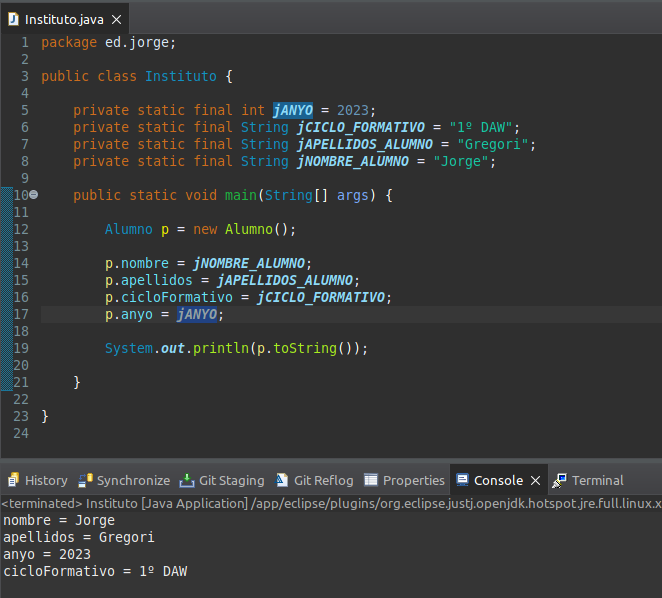 Instituto.java
1 package ed.jorge;
2
3 public class Instituto {
4
5 private static final int jANYO = 2023;
6 private static final String jCICLO_FORMATIVO = "1º DAW";
7 private static final String jAPELLIDOS_ALUMNO = "Gregori";
8 private static final String jNOMBRE_ALUMNO = "Jorge";
9
10 public static void main(String[] args) {
11
12 Alumno p = new Alumno();
13
14 p.nombre = jNOMBRE_ALUMNO;
15 p.apellidos = jAPELLIDOS_ALUMNO;
16 p.cicloFormativo = jCICLO_FORMATIVO;
17 p.anyo = jANYO;
18
19 System.out.println(p.toString());
20
21 }
22
23 }
24
History Synchronize Git Staging Git Reflog Properties Console Terminal
<terminated> Instituto [Java Application] /app/eclipse/plugins/org.eclipse.justj.openjdk.hotspot.jre.full.linux.x
nombre = Jorge
apellidos = Gregori
anyo = 2023
cicloFormativo = 1º DAW